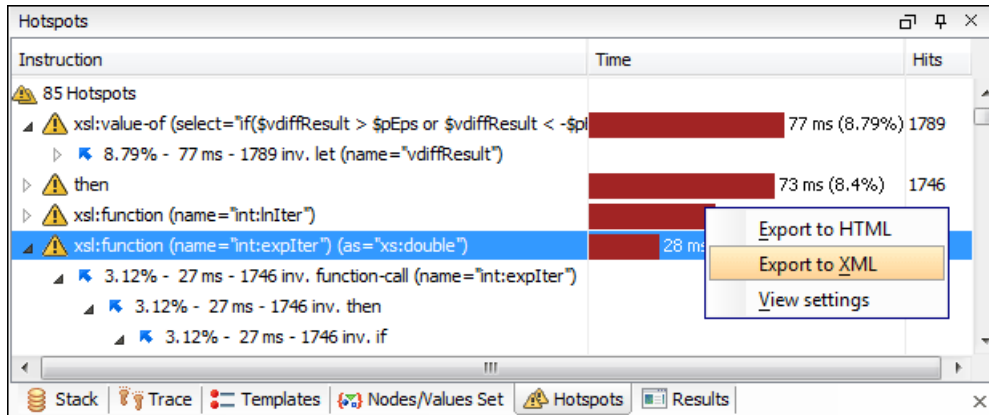 Hotspots
Instruction Time Hits
85 Hotspots
xsl:value-of (select="if($vdiffResult > $pEps or $vdiffResult < -$pl 77 ms (8.79%) 1789
8.79% - 77 ms - 1789 inv. let (name="vdiffResult")
then 73 ms (8.4%) 1746
xsl:function (name="int:lnIter")
xsl:function (name="int:expIter") (as="xs:double") 28 ms
3.12% - 27 ms - 1746 inv. function-call (name="int:expIter")
3.12% - 27 ms - 1746 inv. then
3.12% - 27 ms - 1746 inv. if
Export to HTML
Export to XML
View settings
Stack Trace Templates Nodes/Values Set Hotspots Results